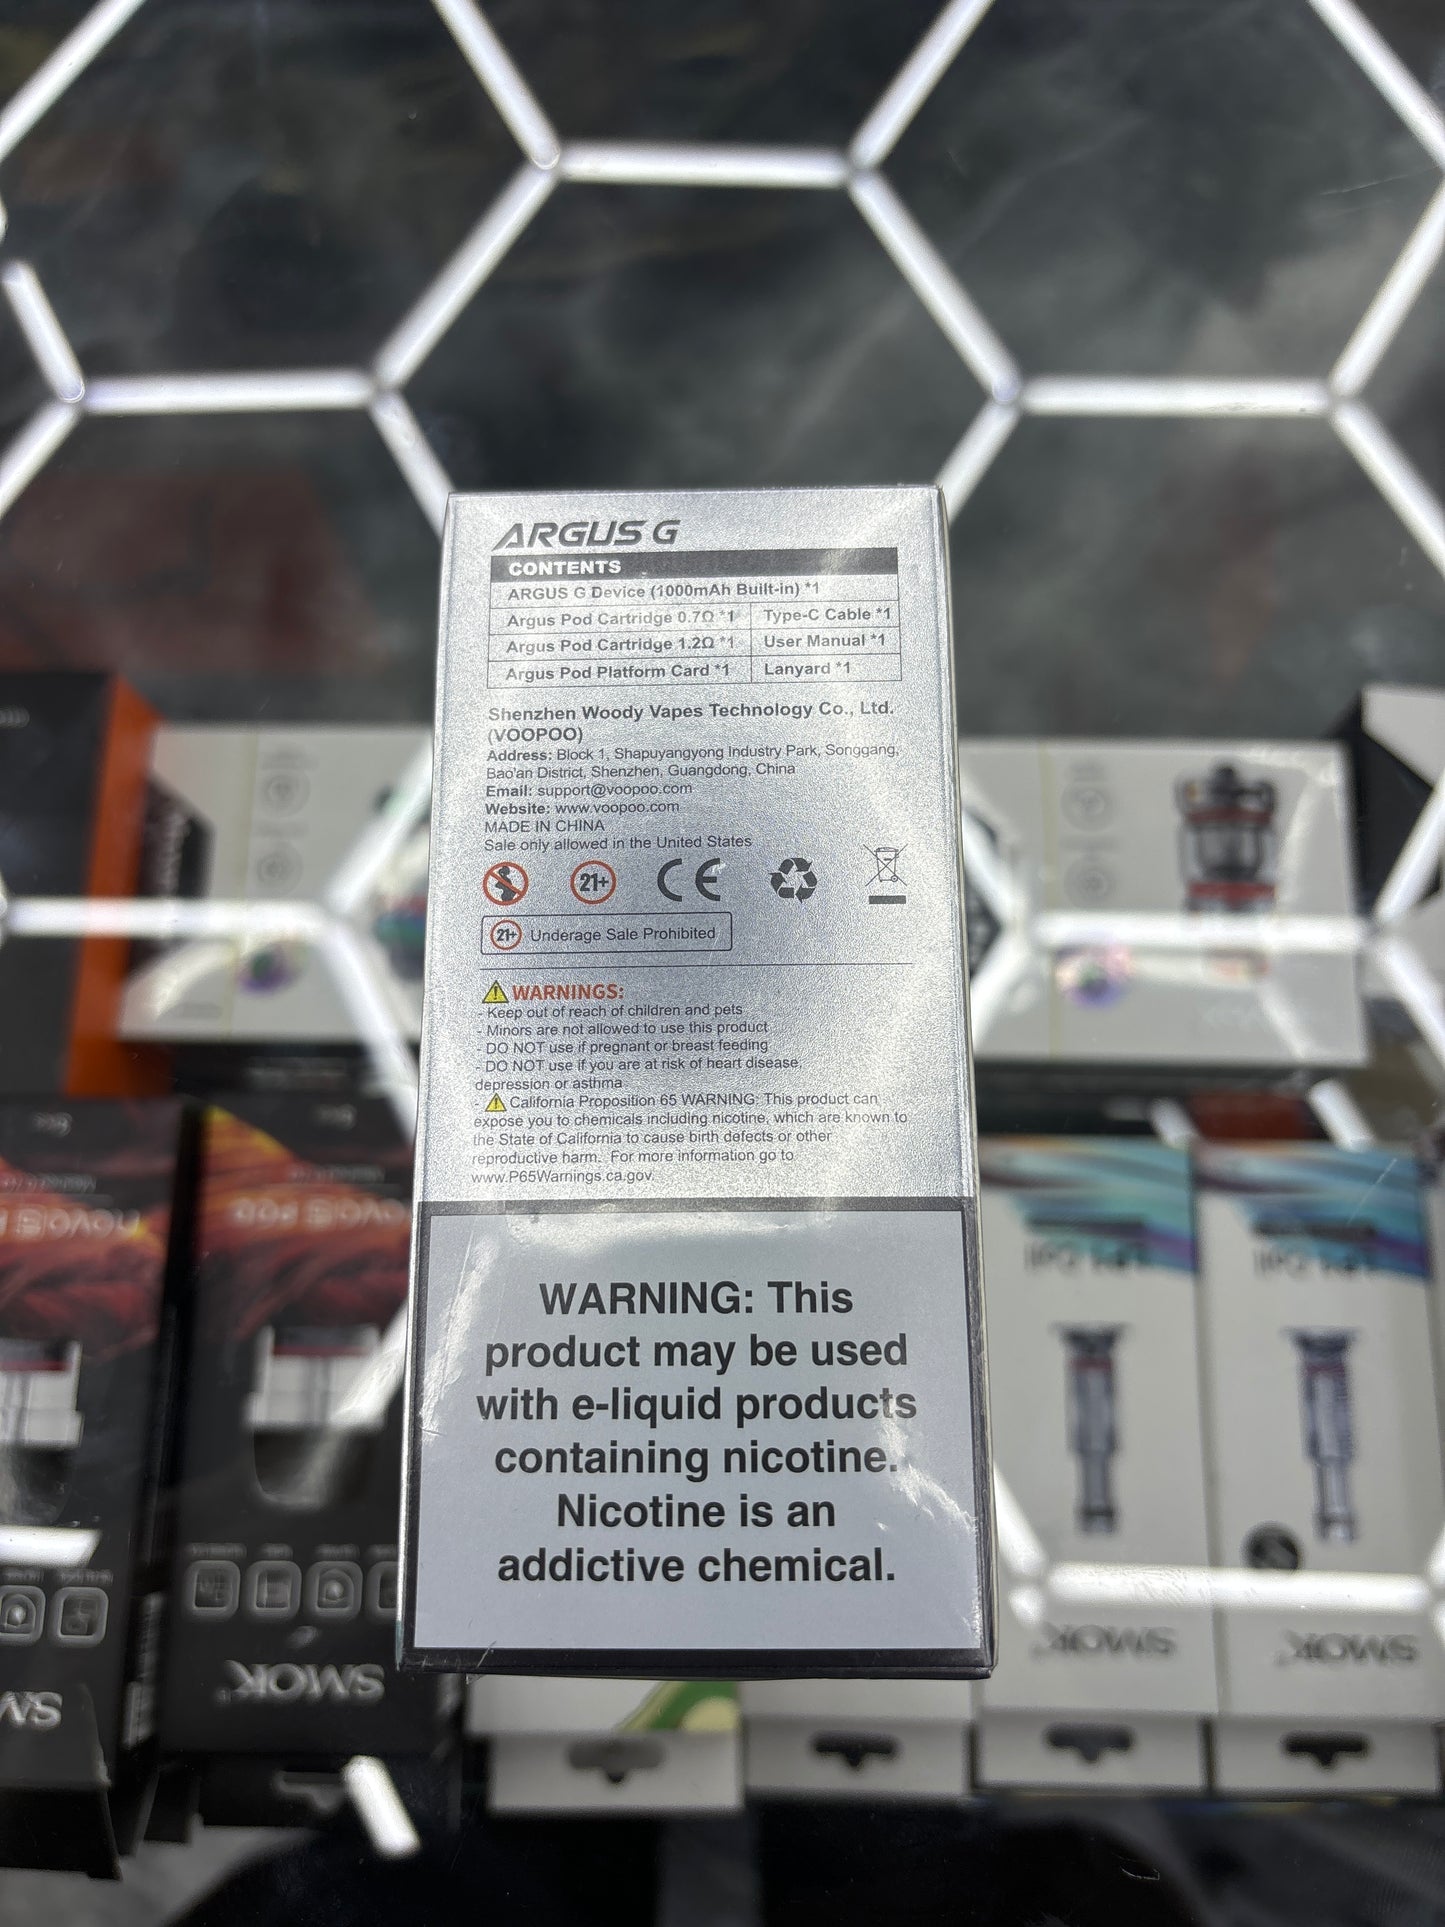 ARGUS G
CONTENTS
ARGUS G Device (1000mAh Built-in) *1
Argus Pod Cartridge 0.7Ω *1 Type-C Cable *1
Argus Pod Cartridge 1.2Ω *1 User Manual *1
Argus Pod Platform Card *1 Lanyard *1
Shenzhen Woody Vapes Technology Co., Ltd.
(VOOPOO)
Address: Block 1, Shapuyangyong Industry Park, Songgang,
Bao'an District, Shenzhen, Guangdong, China
Email: support@voopoo.com
Website: www.voopoo.com
MADE IN CHINA
Sale only allowed in the United States
21+ CE
21+ Underage Sale Prohibited
WARNINGS:
- Keep out of reach of children and pets
- Minors are not allowed to use this product
- DO NOT use if pregnant or breast feeding
- DO NOT use if you are at risk of heart disease,
depression or asthma
- California Proposition 65 WARNING: This product can
expose you to chemicals including nicotine, which are known to
the State of California to cause birth defects or other
reproductive harm. For more information go to
www.P65Warnings.ca.gov.
WARNING: This
product may be used
with e-liquid products
containing nicotine.
Nicotine is an
addictive chemical.
SMOK
SMOK
SMOK